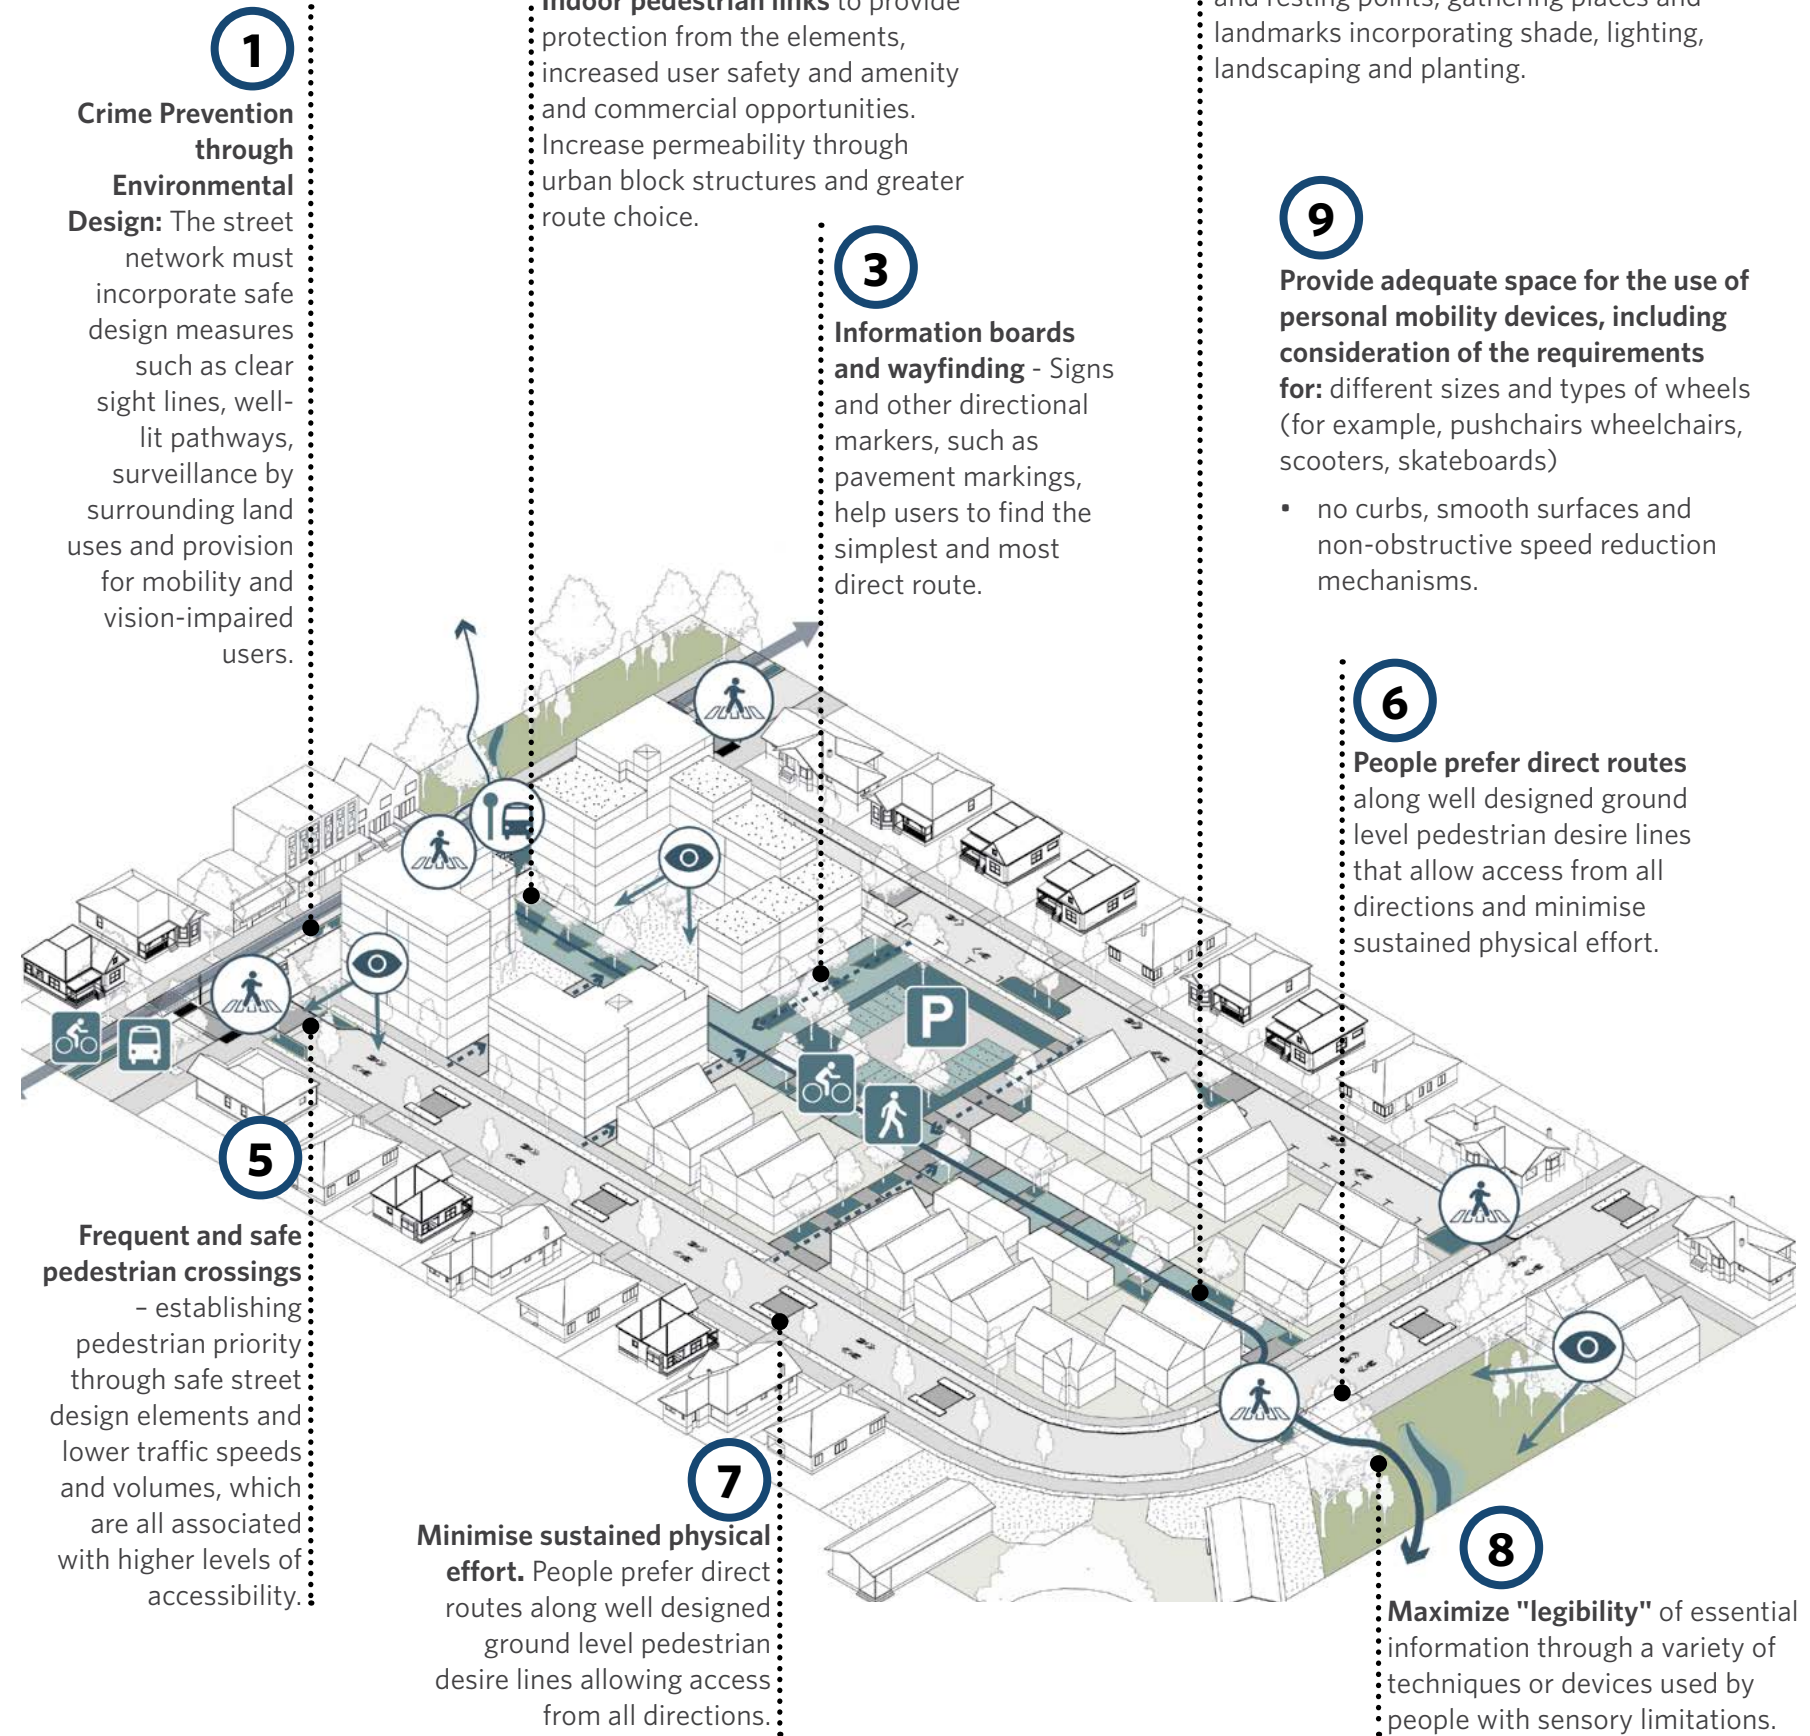 1
Crime Prevention
through
Environmental
Design: The street
network must
incorporate safe
design measures
such as clear
sight lines, well-
lit pathways,
surveillance by
surrounding land
uses and provision
for mobility and
vision-impaired
users.
Indoor pedestrian links to provide
protection from the elements,
increased user safety and amenity
and commercial opportunities.
Increase permeability through
urban block structures and greater
route choice.
3
Information boards
and wayfinding - Signs
and other directional
markers, such as
pavement markings,
help users to find the
simplest and most
direct route.
and resting points, gathering places and
landmarks incorporating shade, lighting,
landscaping and planting.
9
Provide adequate space for the use of
personal mobility devices, including
consideration of the requirements
for: different sizes and types of wheels
(for example, pushchairs wheelchairs,
scooters, skateboards)
• no curbs, smooth surfaces and
non-obstructive speed reduction
mechanisms.
6
People prefer direct routes
along well designed ground
level pedestrian desire lines
that allow access from all
directions and minimise
sustained physical effort.
P
5
Frequent and safe
pedestrian crossings
– establishing
pedestrian priority
through safe street
design elements and
lower traffic speeds
and volumes, which
are all associated
with higher levels of
accessibility.
7
Minimise sustained physical
effort. People prefer direct
routes along well designed
ground level pedestrian
desire lines allowing access
from all directions.
8
Maximize "legibility" of essential
information through a variety of
techniques or devices used by
people with sensory limitations.